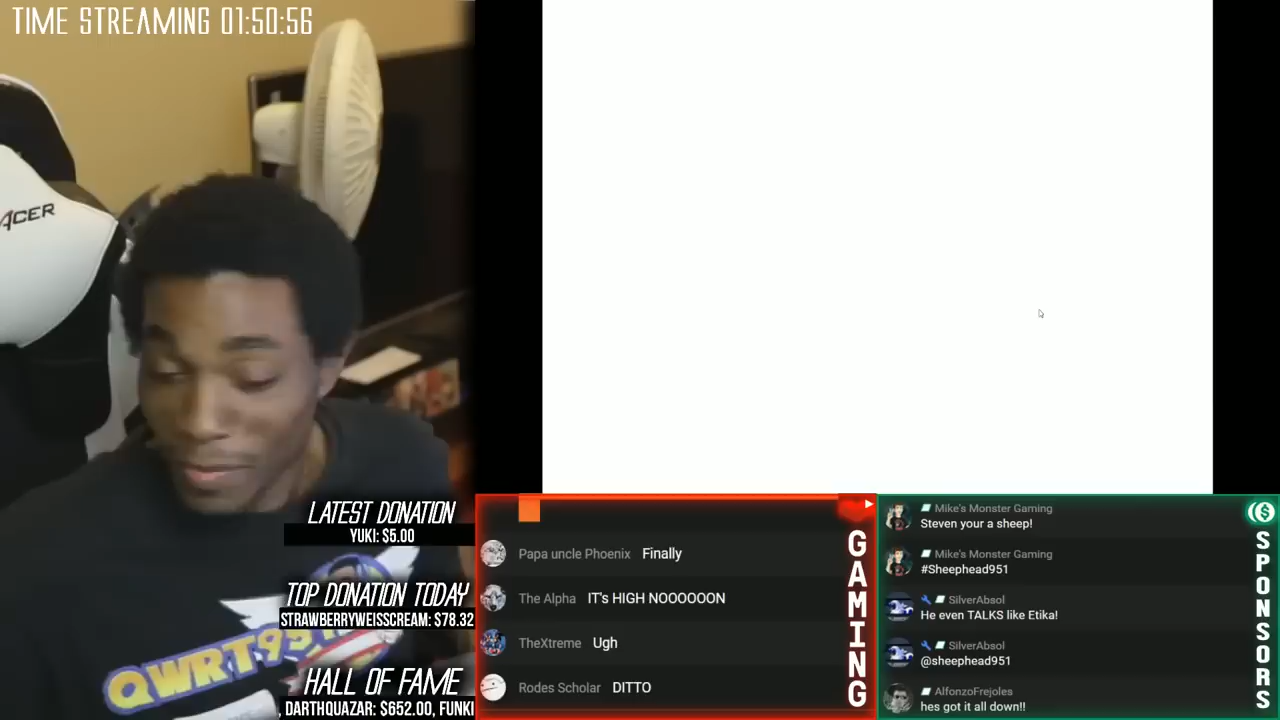 TIME STREAMING 01:50:56
ACER
LATEST DONATION
YUKI: $5.00
TOP DONATION TODAY
STRAWBERRYWEISSCREAM: $78.32
HALL OF FAME
, DARTHQUAZAR: $652.00, FUNKI
QWRT951
Papa uncle Phoenix Finally
The Alpha IT's HIGH NOOOOOON
TheXtreme Ugh
Rodes Scholar DITTO
GAMING
Mike's Monster Gaming
Steven your a sheep!
Mike's Monster Gaming
#Sheephead951
SilverAbsol
He even TALKS like Etika!
SilverAbsol
@sheephead951
AlfonzoFrejoles
hes got it all down!!
SPONSORS